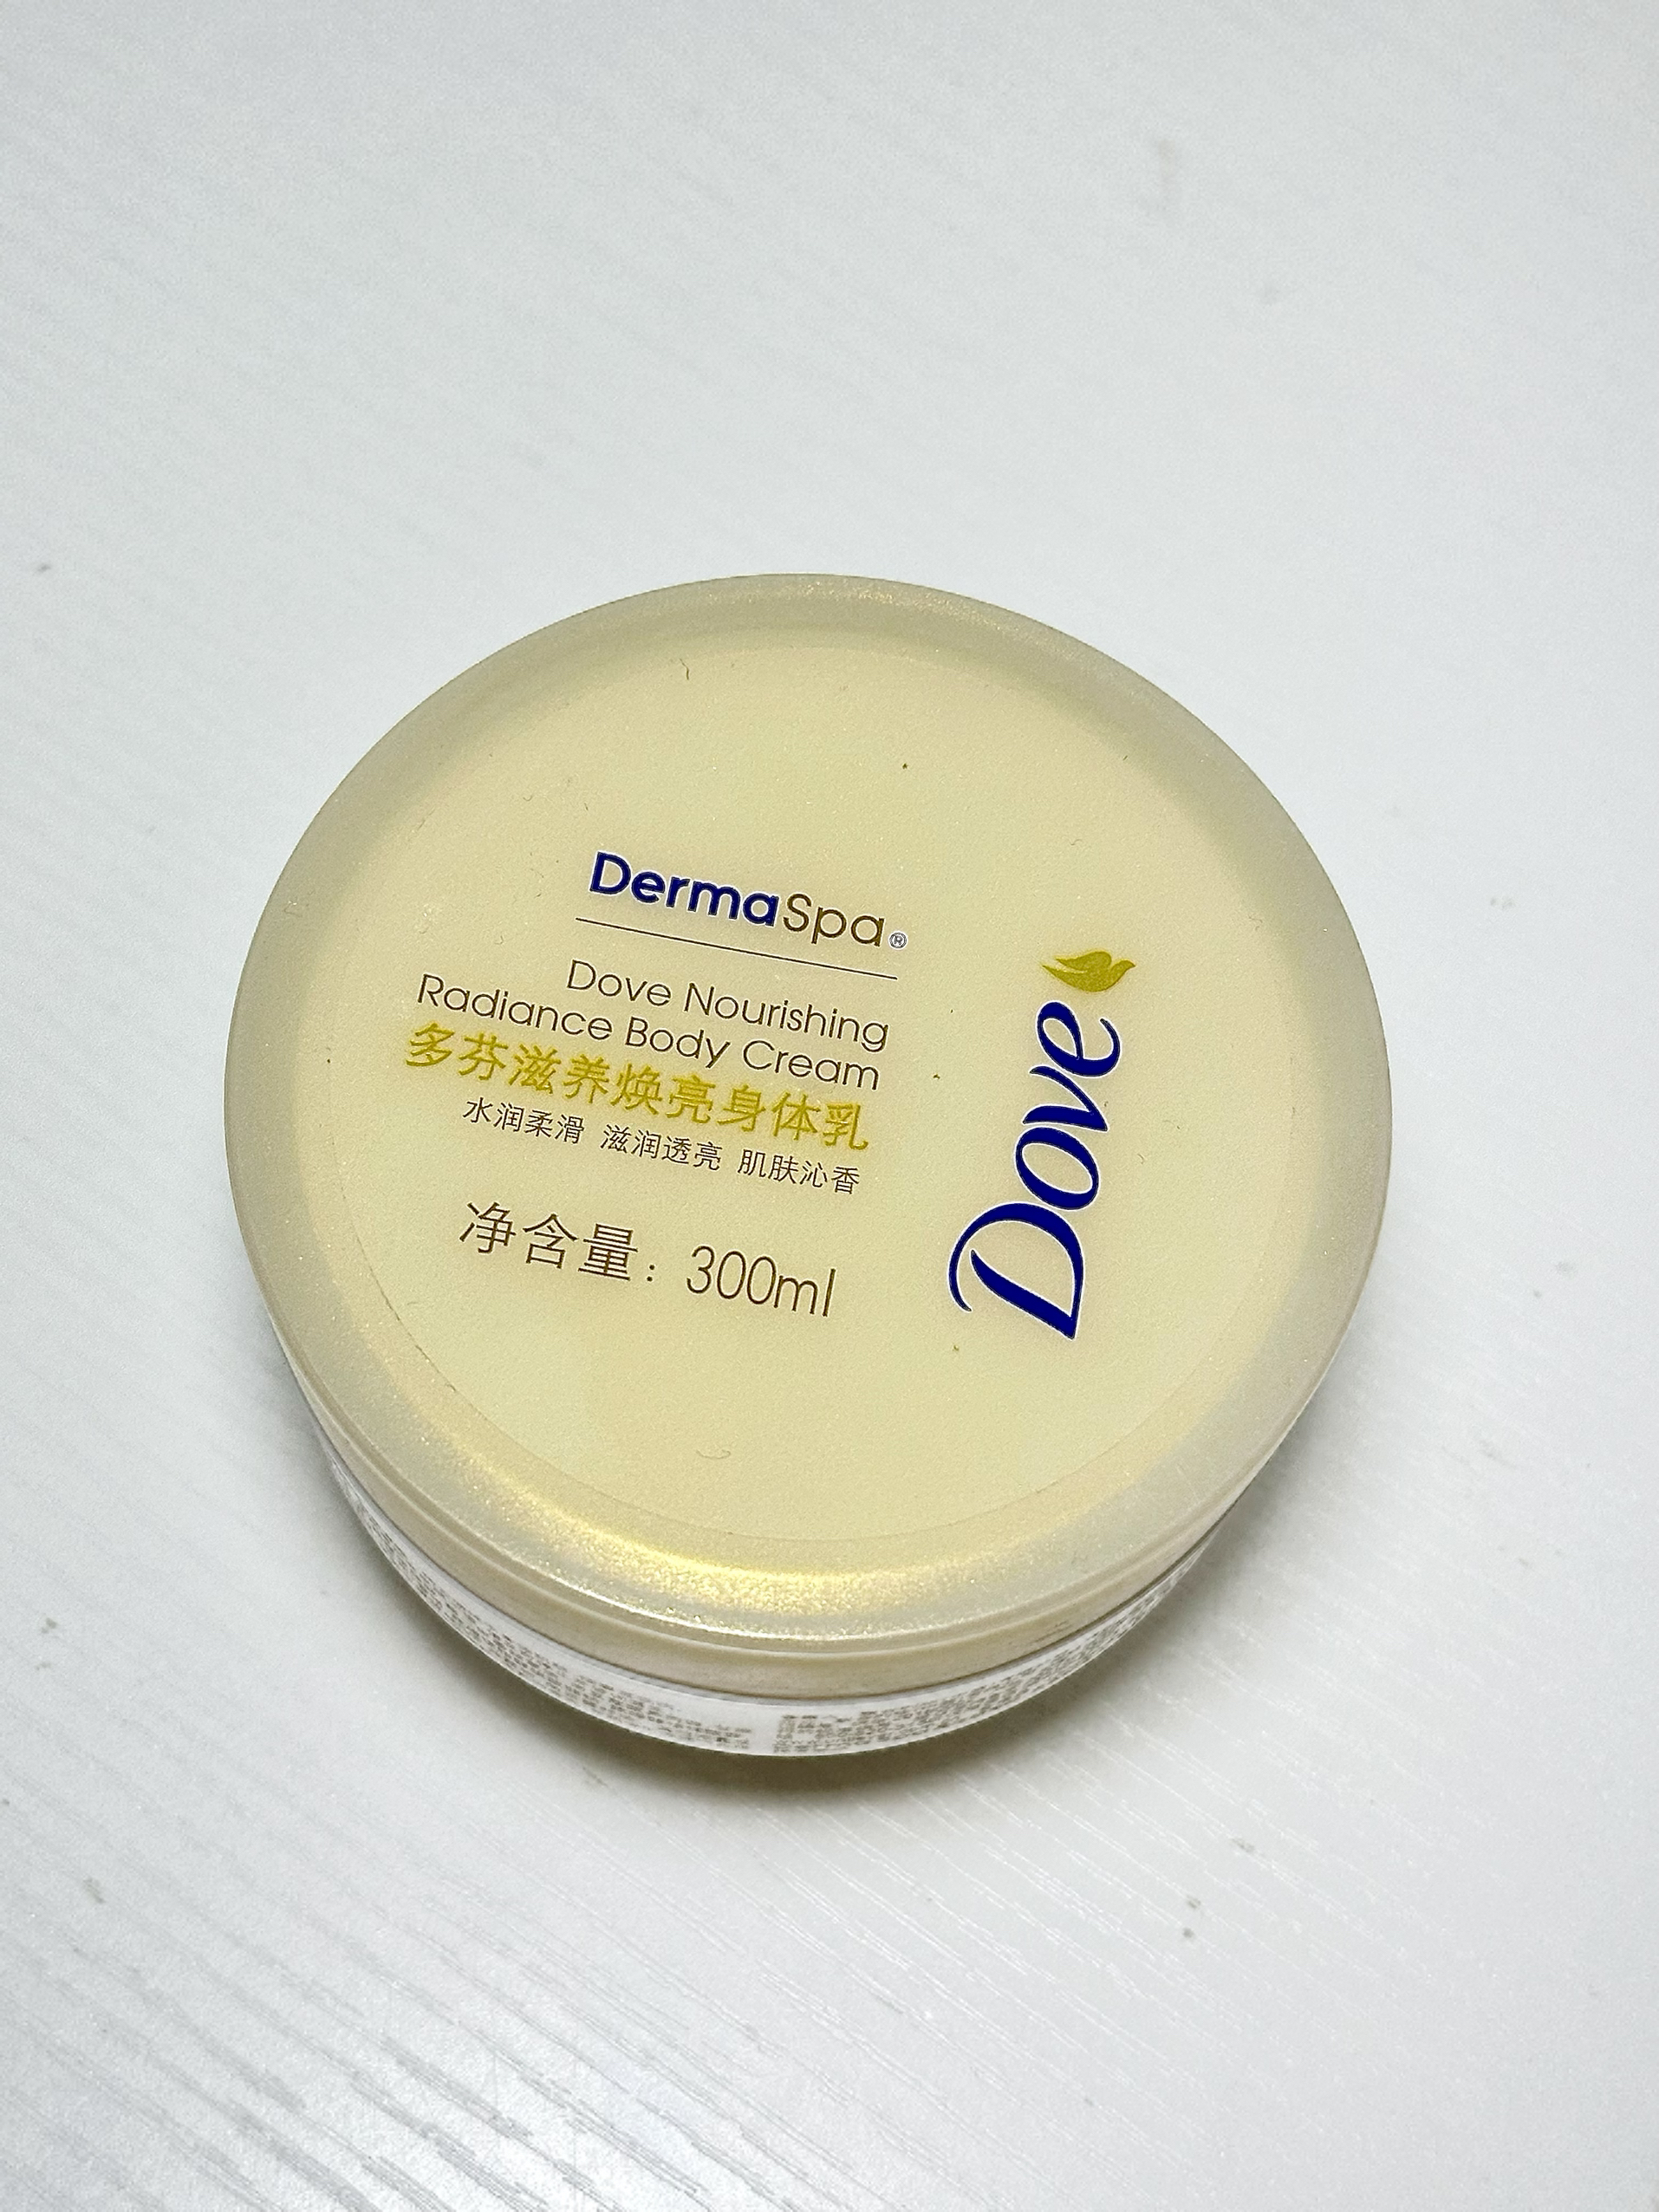 DermaSpa®
Dove Nourishing
Radiance Body Cream
多芬滋养焕亮身体乳
水润柔滑 滋润透亮 肌肤沁香
净含量：300ml
Dove